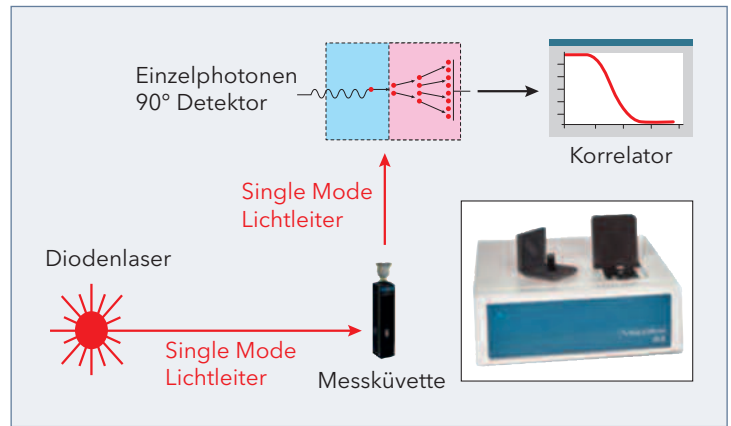 Einzelphotonen
90° Detektor
Korrelator
Single Mode
Lichtleiter
Diodenlaser
Single Mode
Lichtleiter
Messküvette